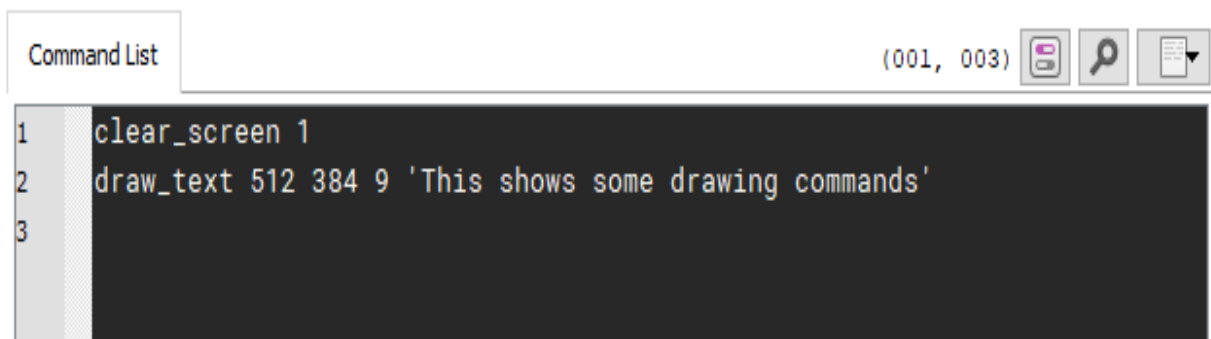 Command List
(001, 003)
1 clear_screen 1
2 draw_text 512 384 9 'This shows some drawing commands'
3